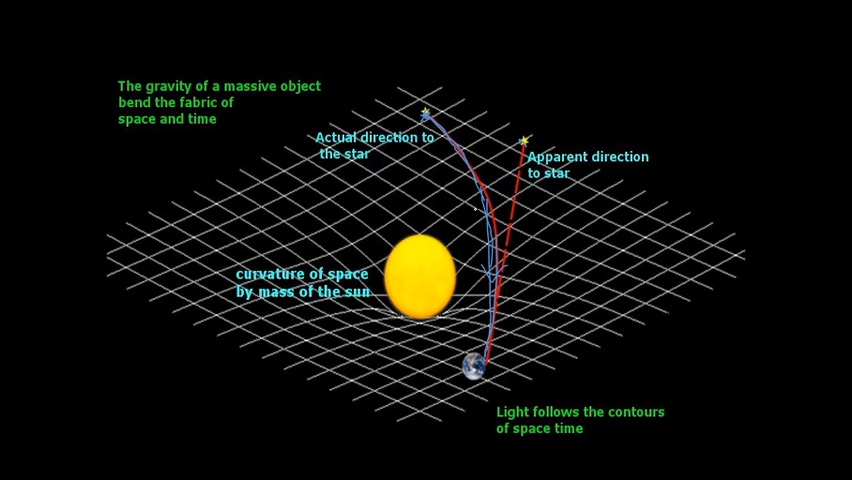 The gravity of a massive object
bend the fabric of
space and time
Actual direction to
the star
Apparent direction
to star
curvature of space
by mass of the sun
Light follows the contours
of space time